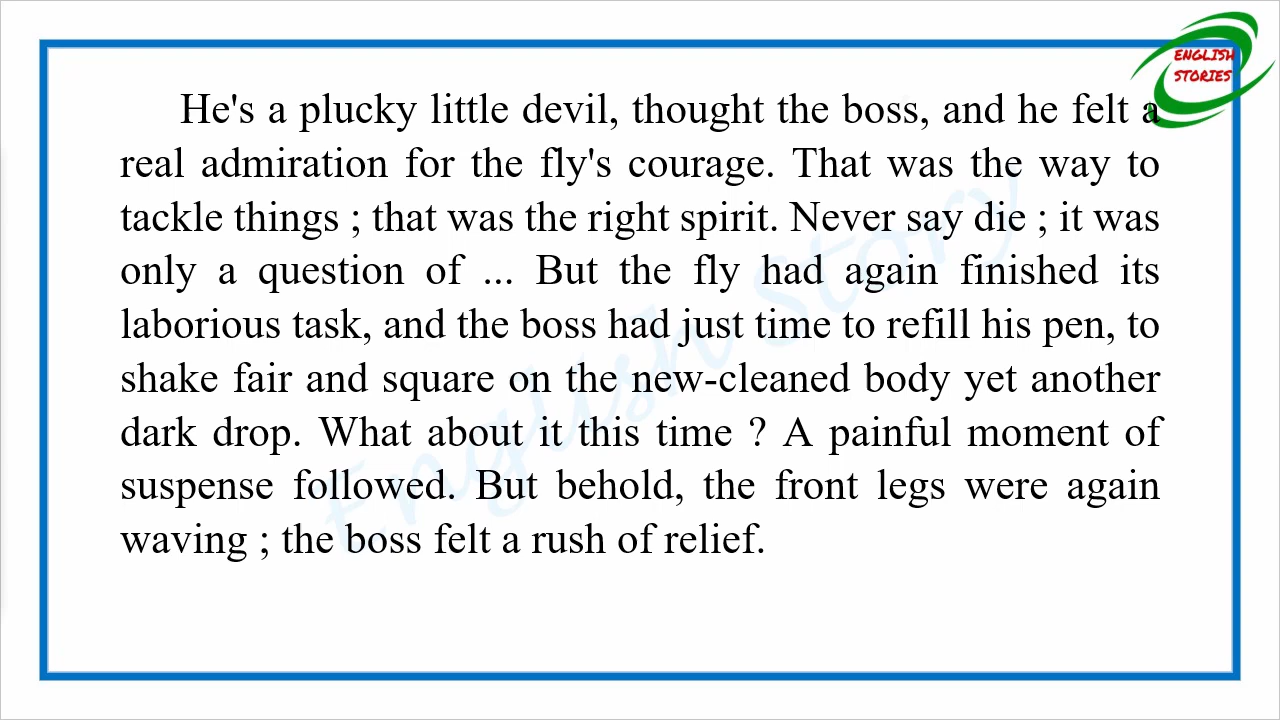 ENGLISH
STORIES
He's a plucky little devil, thought the boss, and he felt a
real admiration for the fly's courage. That was the way to
tackle things ; that was the right spirit. Never say die ; it was
only a question of ... But the fly had again finished its
laborious task, and the boss had just time to refill his pen, to
shake fair and square on the new-cleaned body yet another
dark drop. What about it this time ? A painful moment of
suspense followed. But behold, the front legs were again
waving ; the boss felt a rush of relief.
English Story